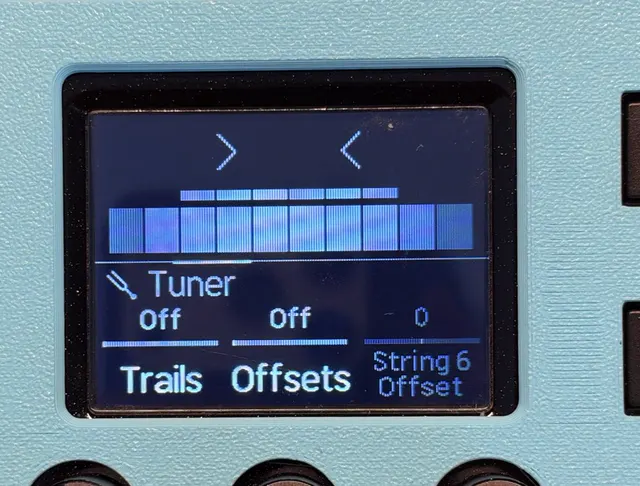 > <
Tuner
Off Off 0
Trails Offsets String 6
Offset